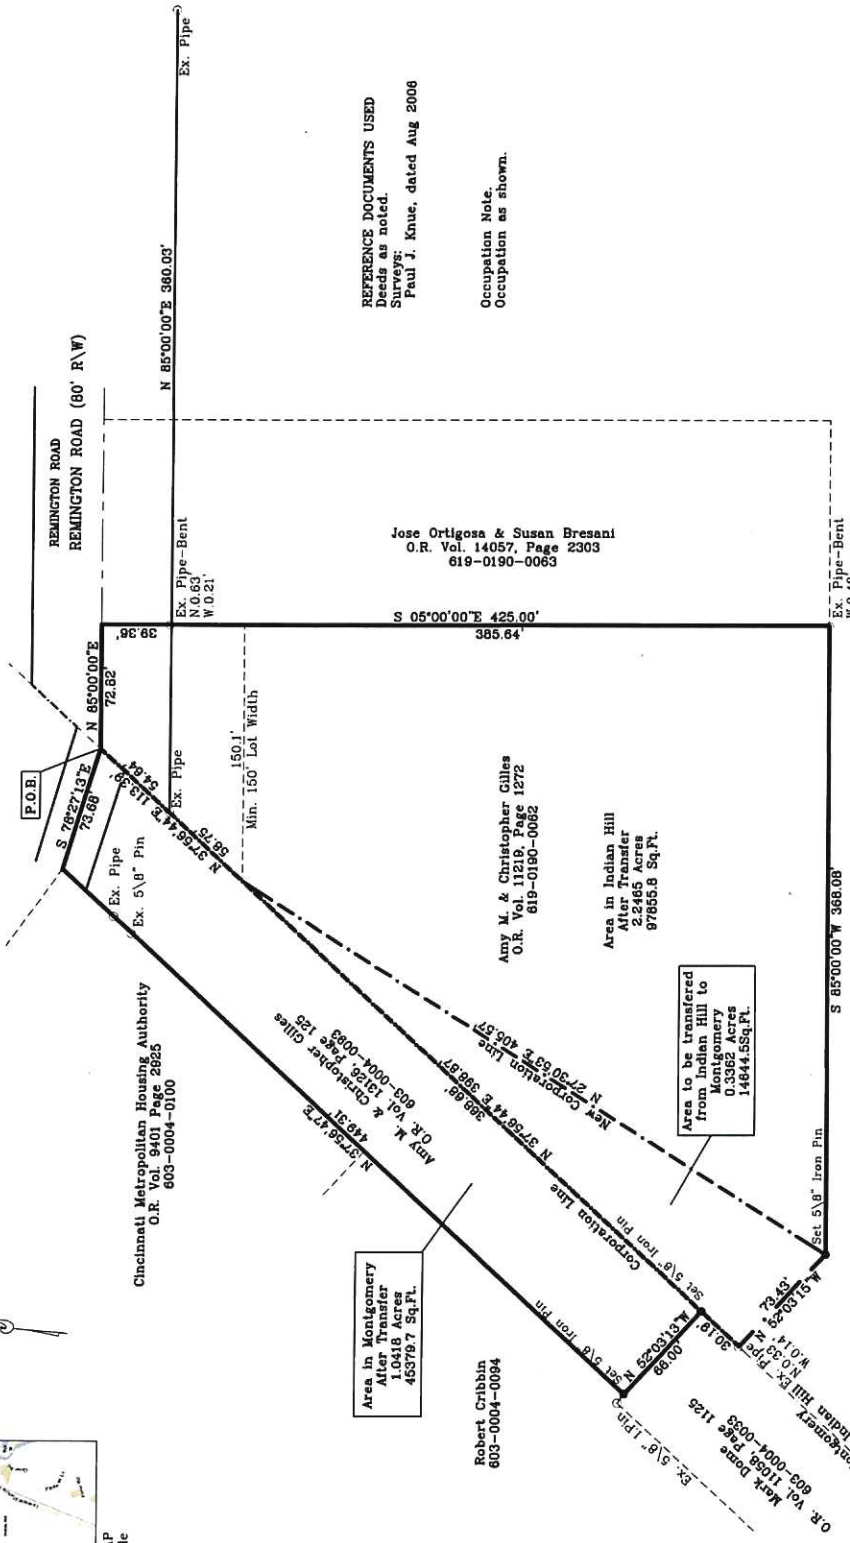 Ex. Pipe
N 85°00'00"E 360.03'
REFERENCE DOCUMENTS USED
Deeds as noted.
Surveys:
Paul J. Knue, dated Aug 2006
Occupation Note.
Occupation as shown.
REMINGTON ROAD
REMINGTON ROAD (80' R\W)
Ex. Pipe-Bent
N.0.63'
W.0.21'
Jose Ortigosa & Susan Bresani
O.R. Vol. 14057, Page 2303
619-0190-0063
Ex. Pipe-Bent
S 05°00'00"E 425.00'
385.64'
39.36'
N 85°00'00"E
72.82'
P.O.B.
S 76°27'13"E
73.68'
N 37°56'44"E 113.39'
54.64'
58.75'
Ex. Pipe
150.1'
Min. 150' Lot Width
Ex. Pipe
Ex. 5\8" Pin
Amy M. & Christopher Gilles
O.R. Vol. 11219, Page 1272
619-0190-0062
Area in Indian Hill
After Transfer
2.2465 Acres
97855.8 Sq.Ft.
S 85°00'00"W 368.08'
Cincinnati Metropolitan Housing Authority
O.R. Vol. 9401 Page 2925
603-0004-0100
Amy M. & Christopher Gilles
O.R. Vol. 13126, Page 125
603-0004-0093
N 37°56'47"E
449.31'
N 37°56'44"E 398.87'
368.68'
Corporation Line
New Corporation Line
N 27°30'53"E 405.57'
Area to be transfered
from Indian Hill to
Montgomery
0.3362 Acres
14644.5Sq.Ft.
Area in Montgomery
After Transfer
1.0418 Acres
45379.7 Sq.Ft.
Set 5\8" Iron Pin
Set 5\8" Iron Pin
Set 5\8" Iron Pin
N 52°03'13"W
66.00'
30.19'
73.43'
N 52°03'15"W
Ex. Pipe
N.0.33'
W.0.14'
Indian Hill
Robert Cribbin
603-0004-0094
Ex. 5\8" I.Pin
Mark Dome
O.R. Vol. 11058, Page 1125
603-0004-0033